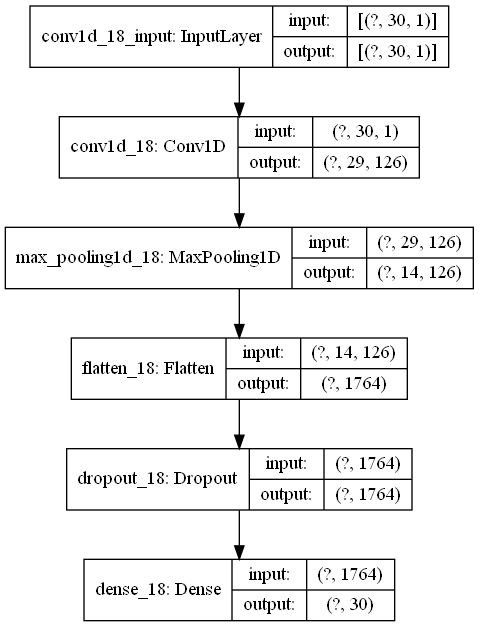 conv1d_18_input: InputLayer
input: [(?, 30, 1)]
output: [(?, 30, 1)]
conv1d_18: Conv1D
input: (?, 30, 1)
output: (?, 29, 126)
max_pooling1d_18: MaxPooling1D
input: (?, 29, 126)
output: (?, 14, 126)
flatten_18: Flatten
input: (?, 14, 126)
output: (?, 1764)
dropout_18: Dropout
input: (?, 1764)
output: (?, 1764)
dense_18: Dense
input: (?, 1764)
output: (?, 30)